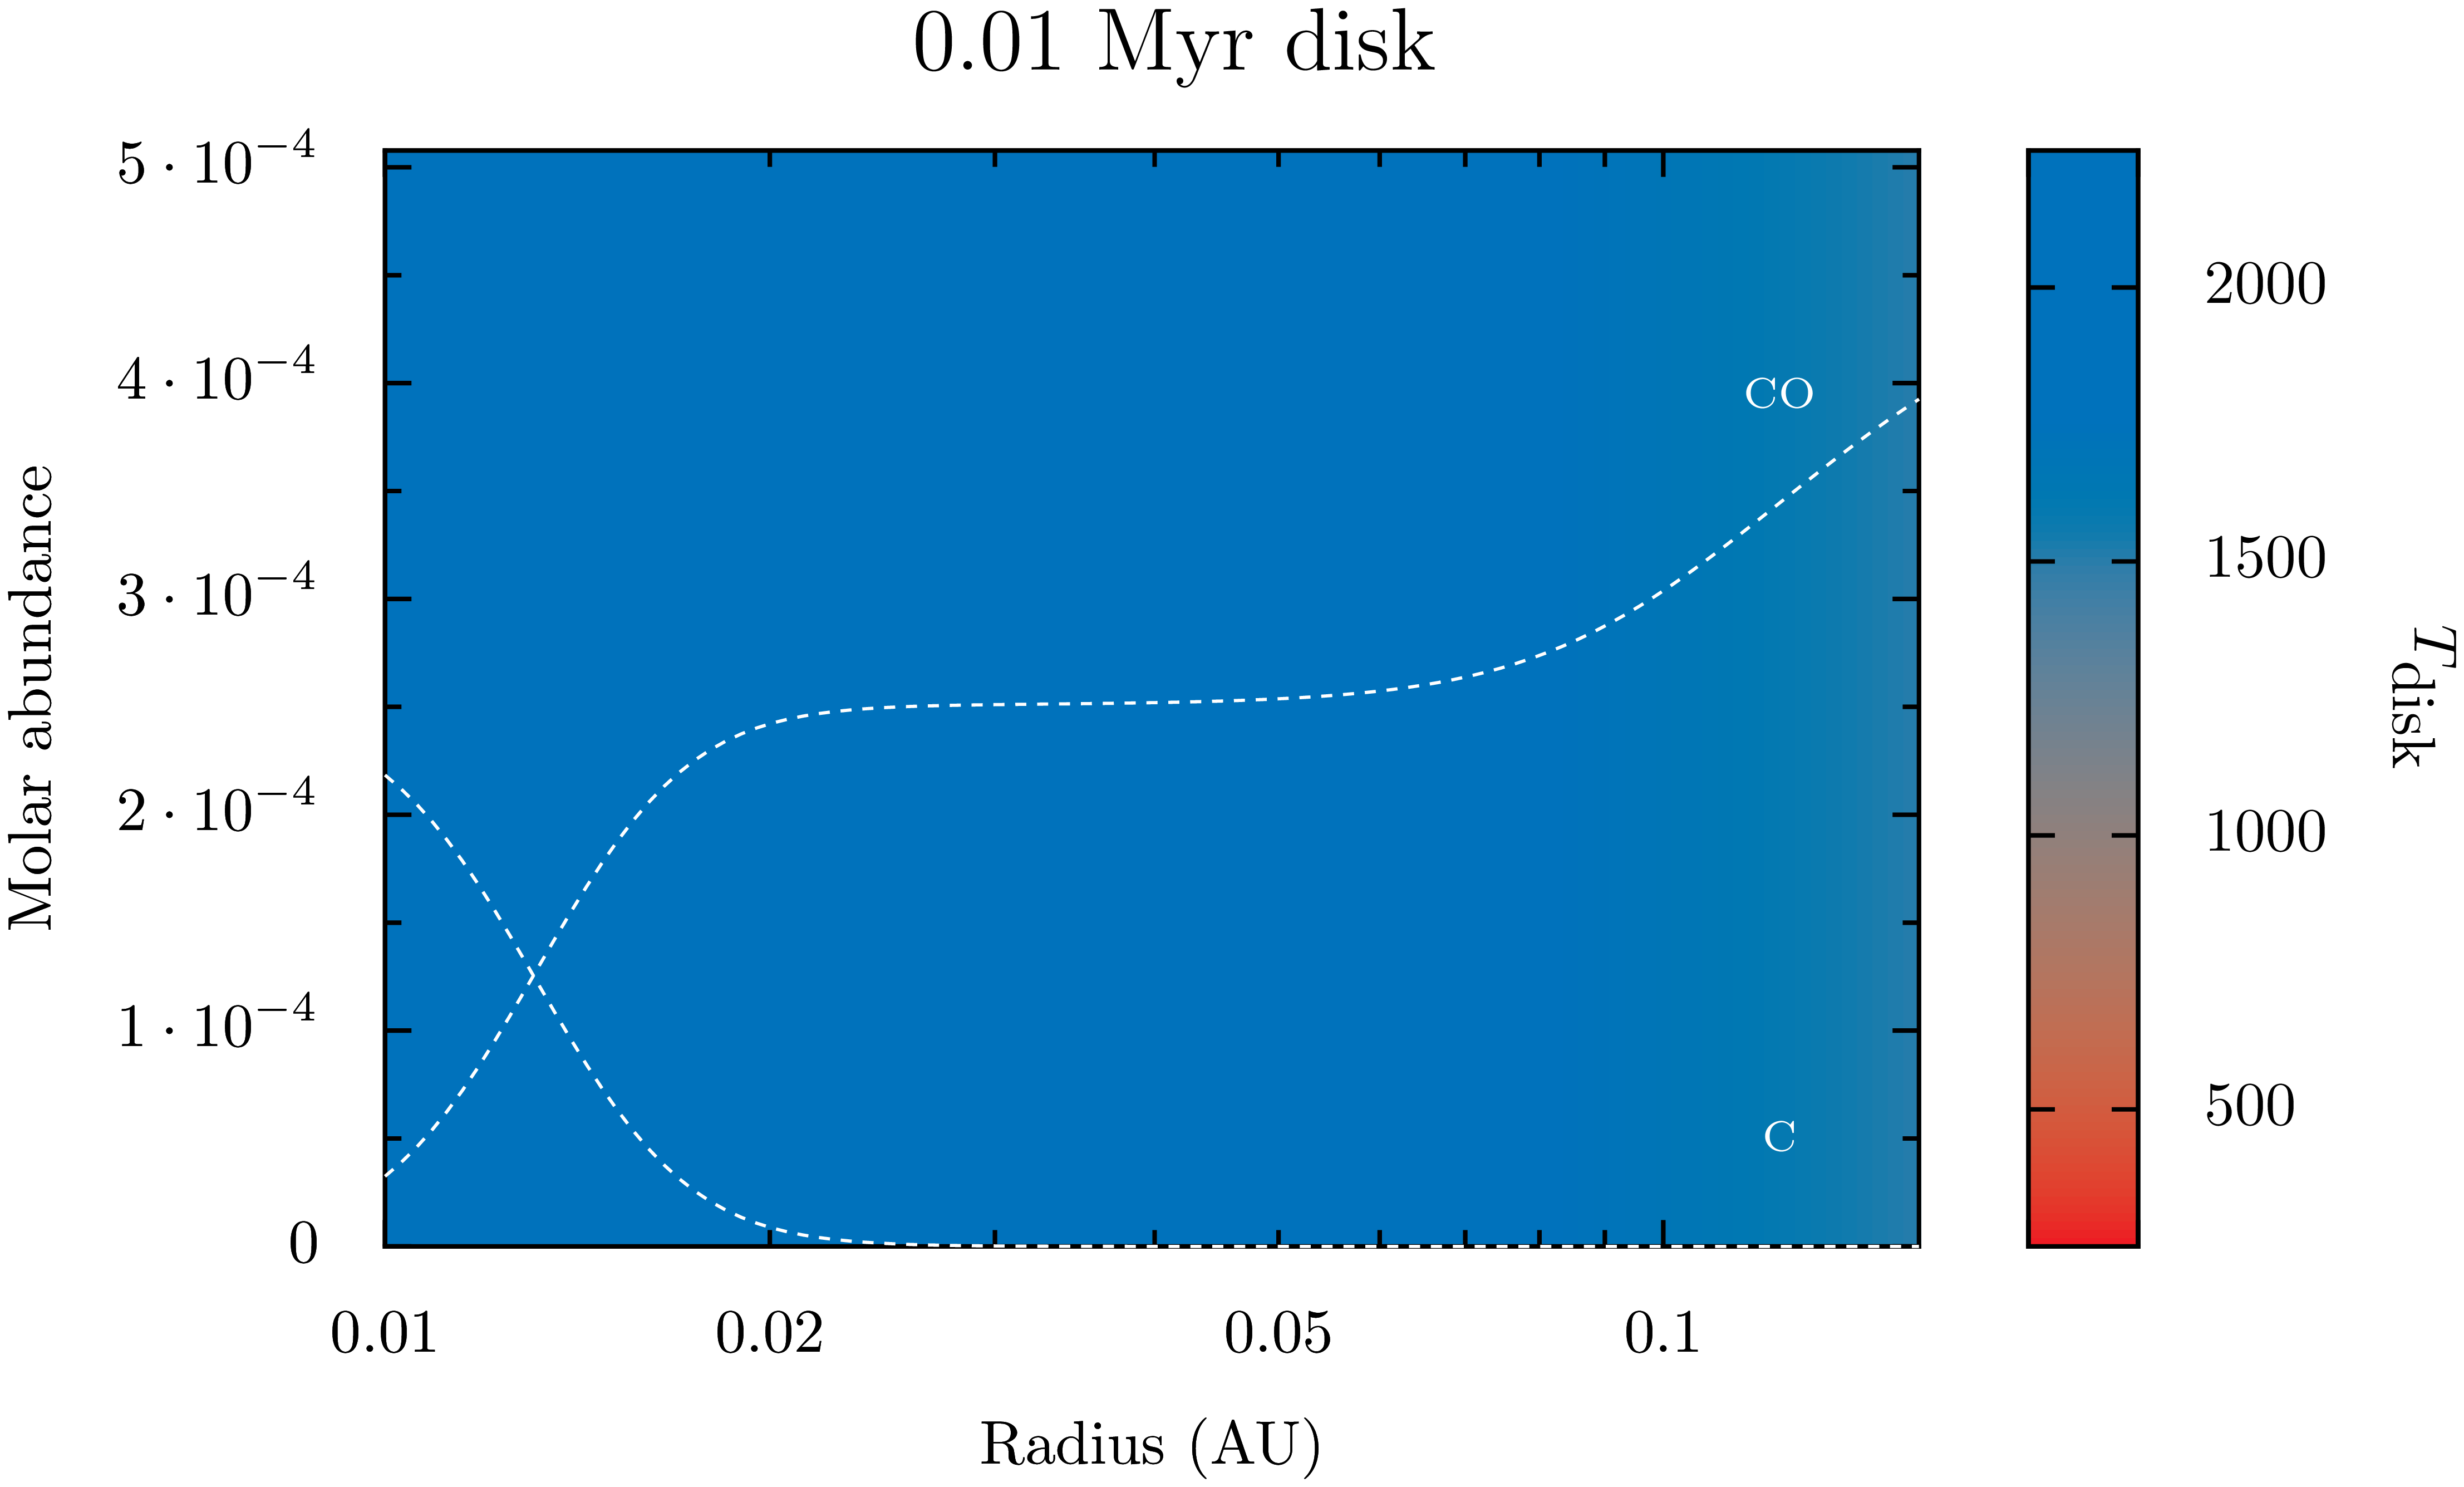 0.01 Myr disk
5 · 10⁻⁴
4 · 10⁻⁴
3 · 10⁻⁴
2 · 10⁻⁴
1 · 10⁻⁴
0
Molar abundance
CO
C
0.01 0.02 0.05 0.1
Radius (AU)
2000
1500
1000
500
T_disk